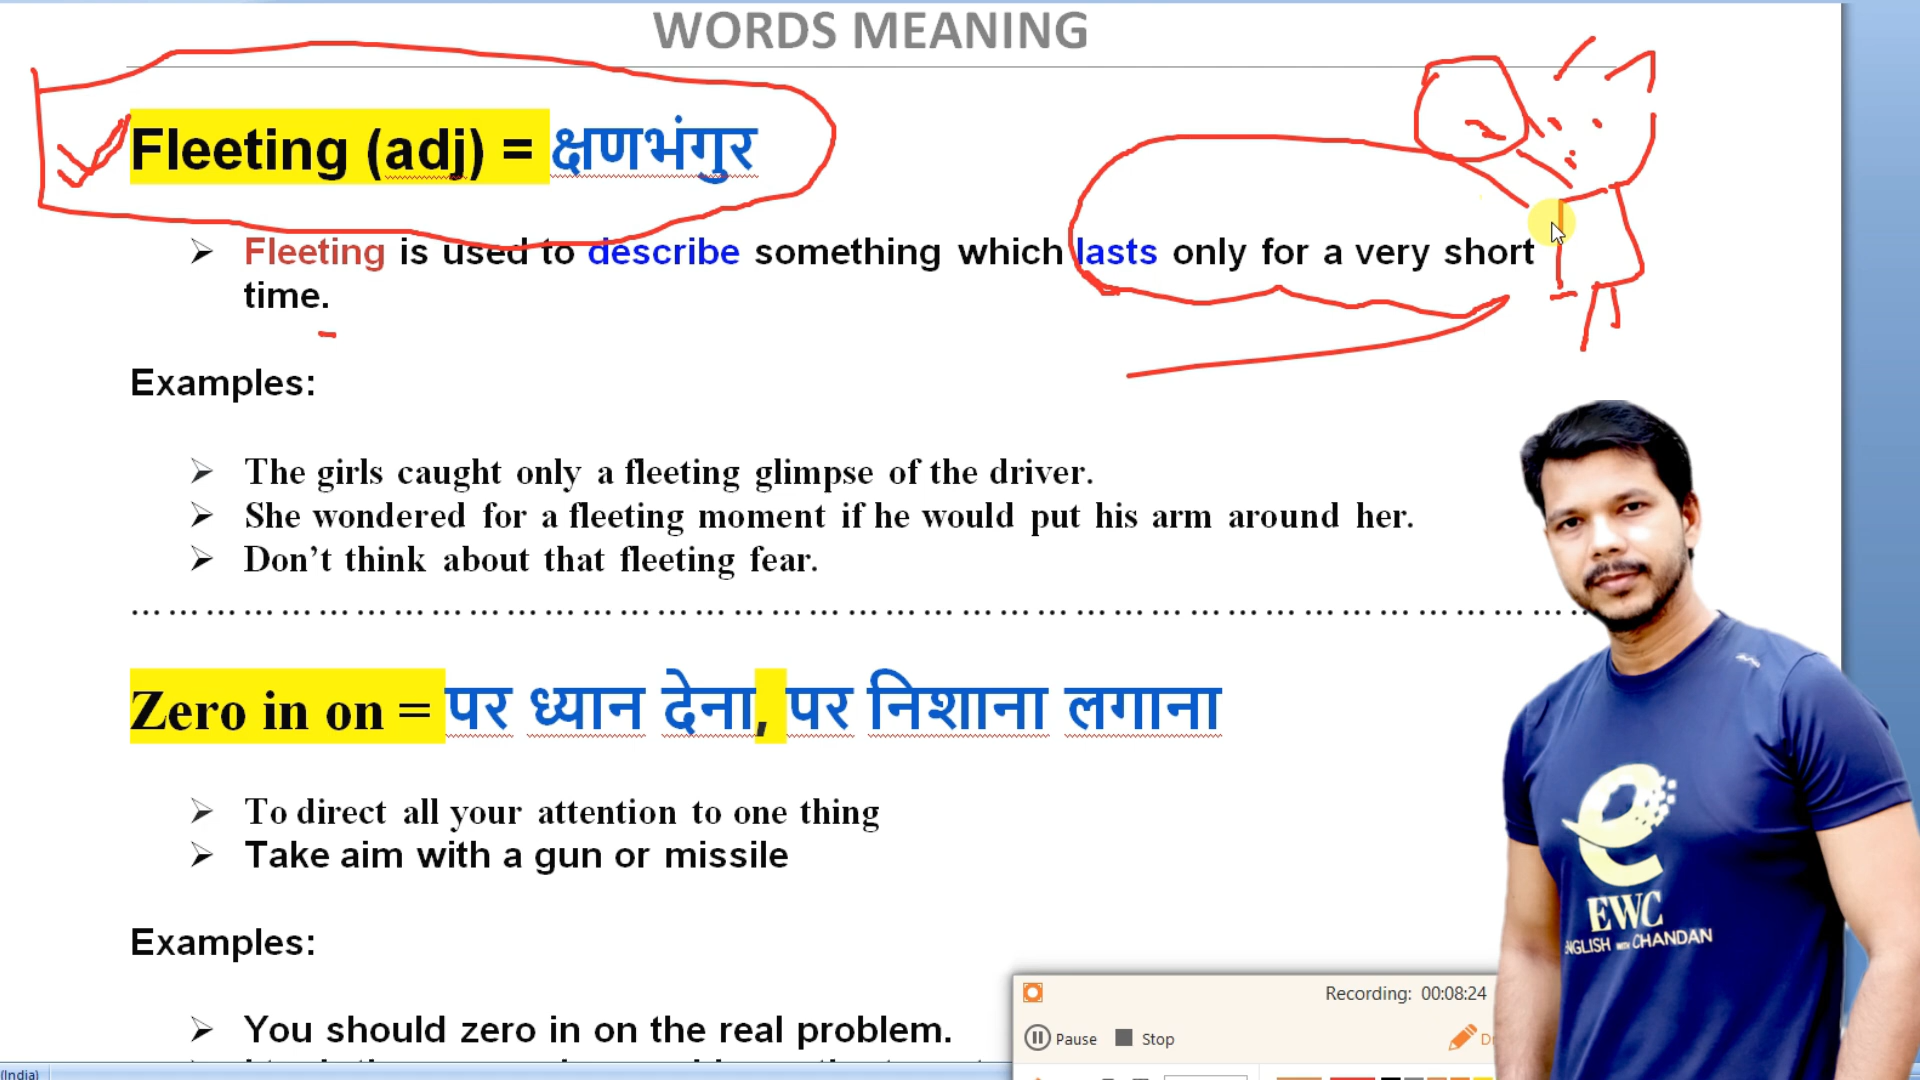 WORDS MEANING
Fleeting (adj) = क्षणभंगुर
Fleeting is used to describe something which lasts only for a very short
time.
Examples:
The girls caught only a fleeting glimpse of the driver.
She wondered for a fleeting moment if he would put his arm around her.
Don’t think about that fleeting fear.
Zero in on = पर ध्यान देना, पर निशाना लगाना
To direct all your attention to one thing
Take aim with a gun or missile
EWC
ENGLISH WITH CHANDAN
Examples:
You should zero in on the real problem.
Recording: 00:08:24
Pause Stop
(India)